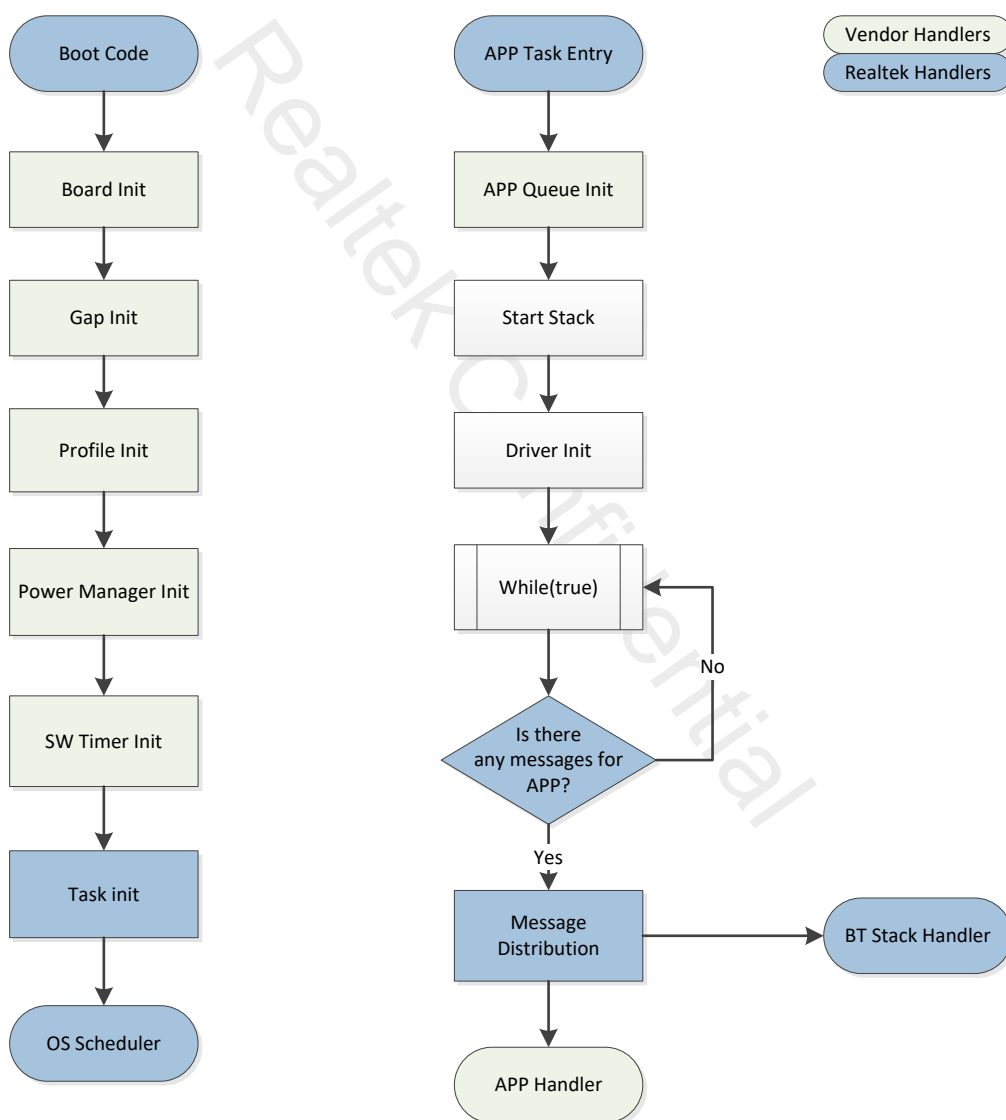 Boot Code
Board Init
Gap Init
Profile Init
Power Manager Init
SW Timer Init
Task init
OS Scheduler
APP Task Entry
APP Queue Init
Start Stack
Driver Init
While(true)
No
Is there
any messages for
APP?
Yes
Message
Distribution
BT Stack Handler
APP Handler
Vendor Handlers
Realtek Handlers
Realtek Confidential